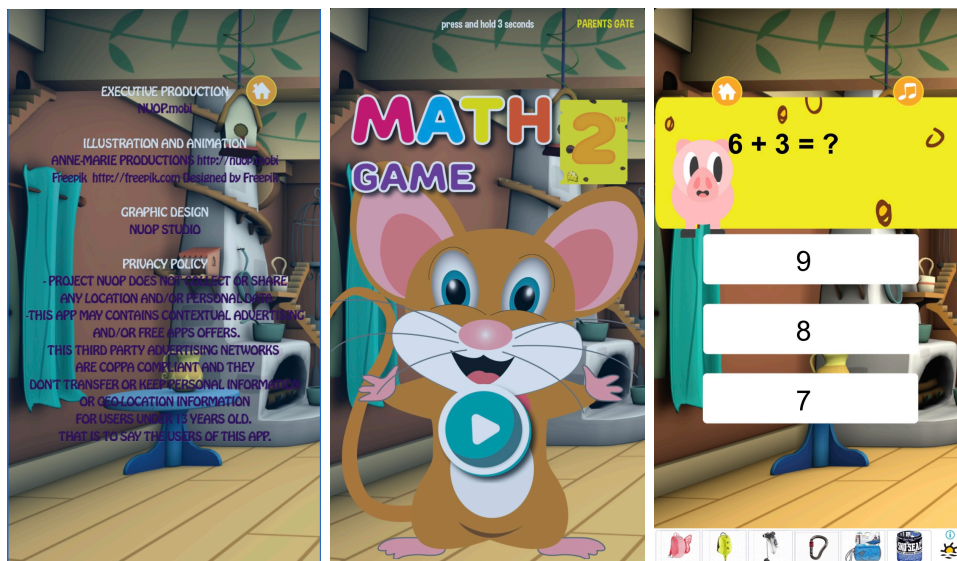 EXECUTIVE PRODUCTION
NUOP.mobi
ILLUSTRATION AND ANIMATION
ANNE-MARIE PRODUCTIONS http://nuop.mobi
Freepik http://freepik.com Designed by Freepik
GRAPHIC DESIGN
NUOP STUDIO
PRIVACY POLICY
- PROJECT NUOP DOES NOT COLLECT OR SHARE
ANY LOCATION AND/OR PERSONAL DATA
-THIS APP MAY CONTAINS CONTEXTUAL ADVERTISING
AND/OR FREE APPS OFFERS.
THIS THIRD PARTY ADVERTISING NETWORKS
ARE COPPA COMPLIANT AND THEY
DON'T TRANSFER OR KEEP PERSONAL INFORMATION
OR GEO-LOCATION INFORMATION
FOR USERS UNDER 13 YEARS OLD.
THAT IS TO SAY THE USERS OF THIS APP.
press and hold 3 seconds
PARENTS GATE
MATH
2ND
GAME
6 + 3 = ?
9
8
7
SNO SEAL